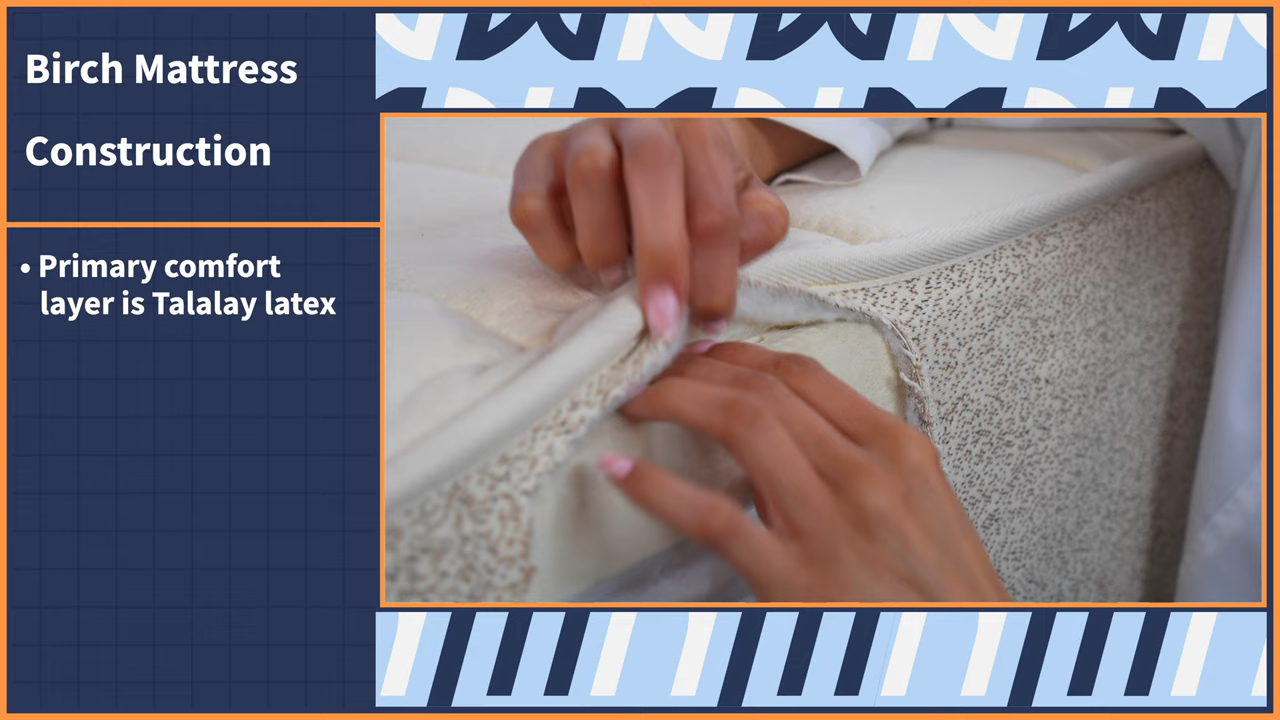 Birch Mattress
Construction
• Primary comfort
layer is Talalay latex